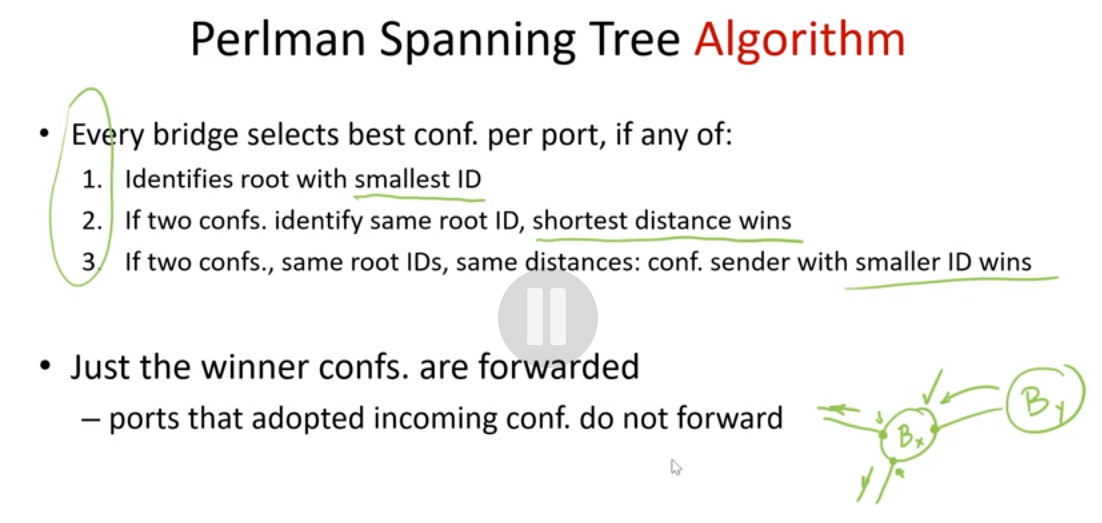 Perlman Spanning Tree Algorithm
• Every bridge selects best conf. per port, if any of:
1. Identifies root with smallest ID
2. If two confs. identify same root ID, shortest distance wins
3. If two confs., same root IDs, same distances: conf. sender with smaller ID wins
• Just the winner confs. are forwarded
– ports that adopted incoming conf. do not forward
By
Bx